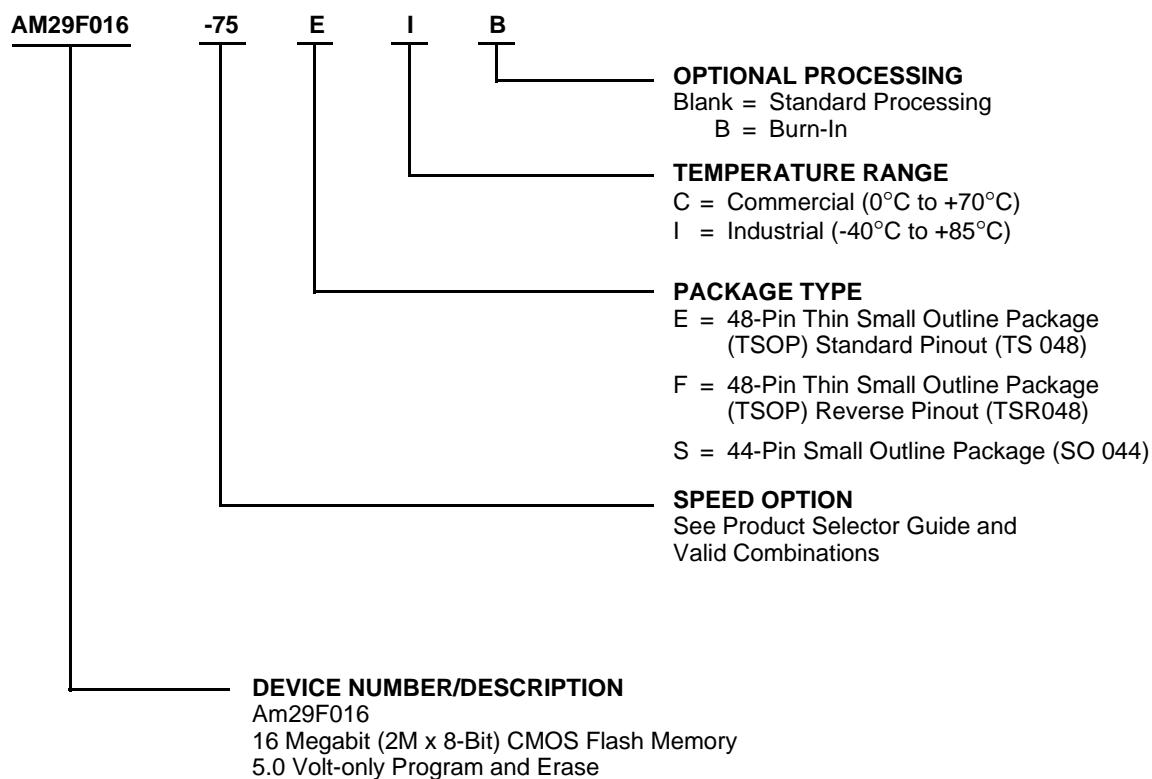 AM29F016 -75 E I B
OPTIONAL PROCESSING
Blank = Standard Processing
B = Burn-In
TEMPERATURE RANGE
C = Commercial (0°C to +70°C)
I = Industrial (-40°C to +85°C)
PACKAGE TYPE
E = 48-Pin Thin Small Outline Package
(TSOP) Standard Pinout (TS 048)
F = 48-Pin Thin Small Outline Package
(TSOP) Reverse Pinout (TSR048)
S = 44-Pin Small Outline Package (SO 044)
SPEED OPTION
See Product Selector Guide and
Valid Combinations
DEVICE NUMBER/DESCRIPTION
Am29F016
16 Megabit (2M x 8-Bit) CMOS Flash Memory
5.0 Volt-only Program and Erase